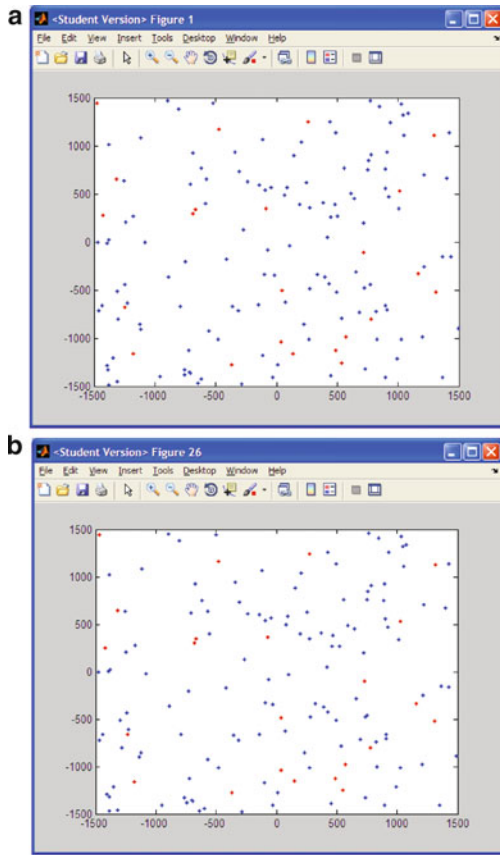 a
<Student Version> Figure 1
File Edit View Insert Tools Desktop Window Help
1500
1000
500
0
-500
-1000
-1500
-1500 -1000 -500 0 500 1000 1500
b
<Student Version> Figure 26
File Edit View Insert Tools Desktop Window Help
1500
1000
500
0
-500
-1000
-1500
-1500 -1000 -500 0 500 1000 1500